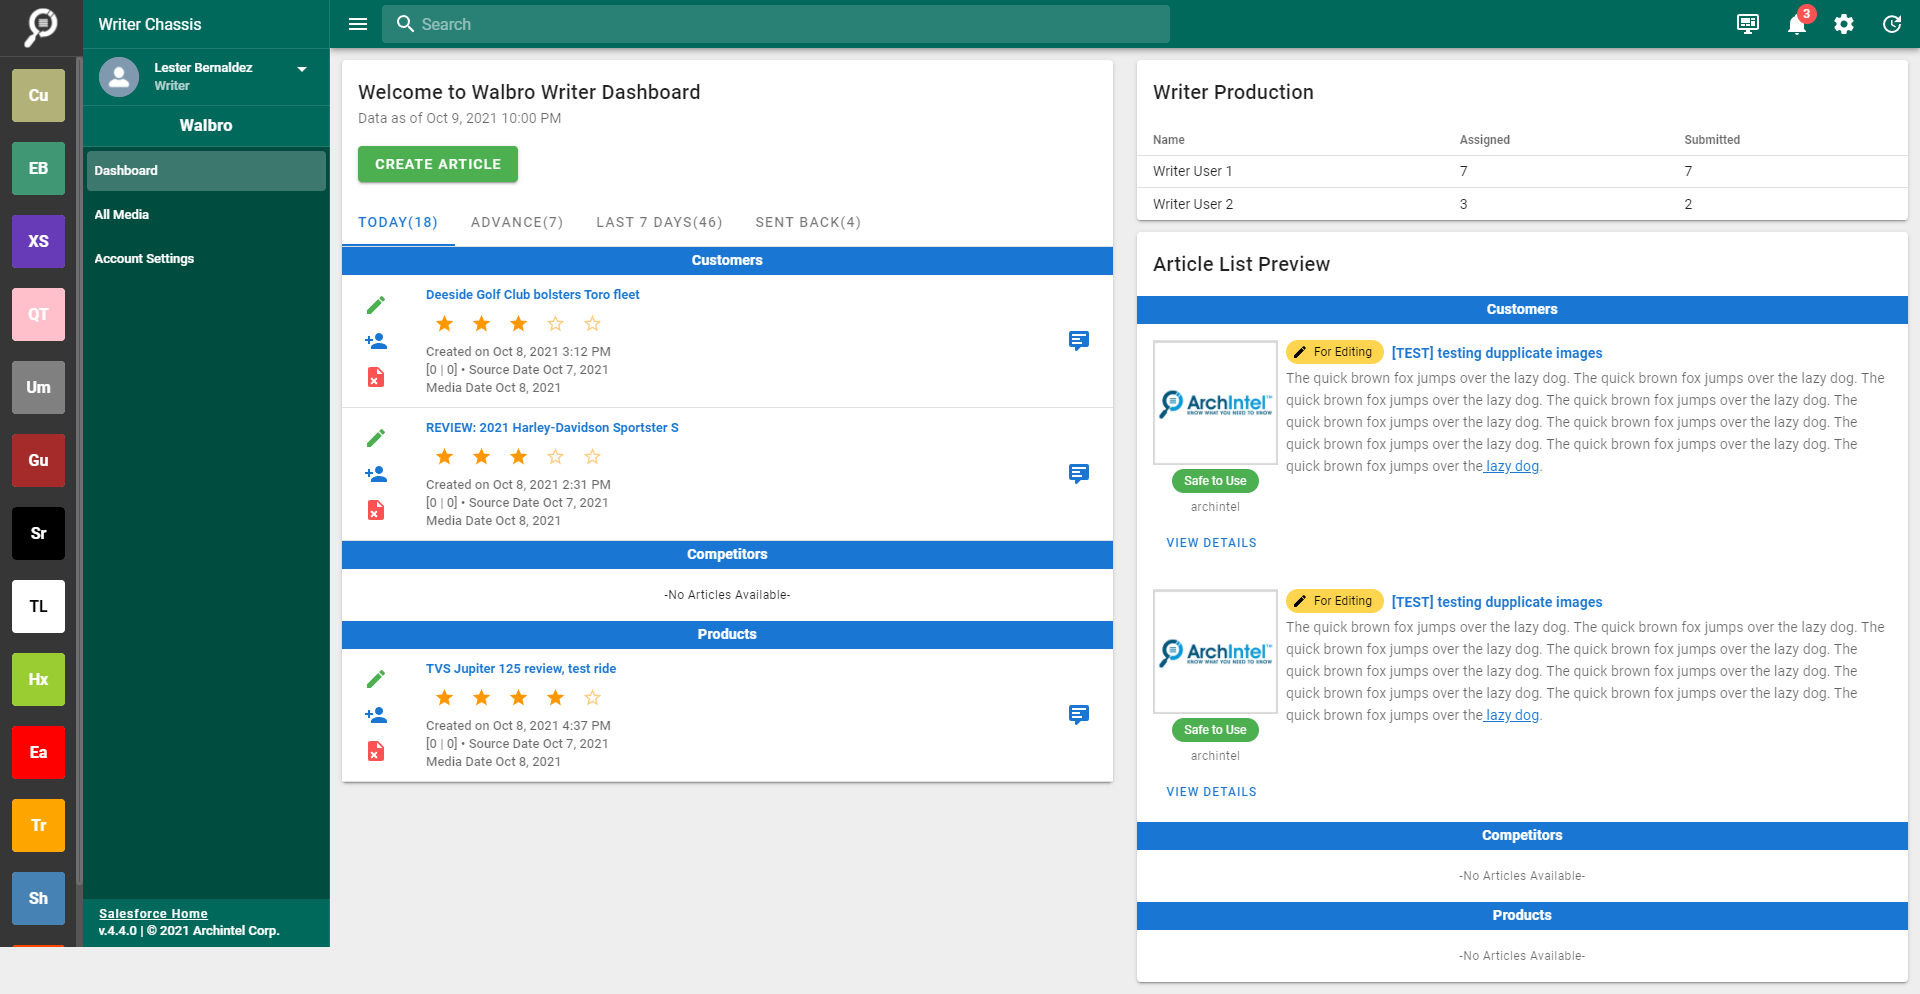 Writer Chassis
Search
3
Lester Bernaldez
Writer
Walbro
Dashboard
All Media
Account Settings
Salesforce Home
v.4.4.0 | © 2021 Archintel Corp.
Cu
EB
XS
QT
Um
Gu
Sr
TL
Hx
Ea
Tr
Sh
Welcome to Walbro Writer Dashboard
Data as of Oct 9, 2021 10:00 PM
CREATE ARTICLE
TODAY(18) ADVANCE(7) LAST 7 DAYS(46) SENT BACK(4)
Customers
Deeside Golf Club bolsters Toro fleet
Created on Oct 8, 2021 3:12 PM
[0 | 0] • Source Date Oct 7, 2021
Media Date Oct 8, 2021
REVIEW: 2021 Harley-Davidson Sportster S
Created on Oct 8, 2021 2:31 PM
[0 | 0] • Source Date Oct 7, 2021
Media Date Oct 8, 2021
Competitors
-No Articles Available-
Products
TVS Jupiter 125 review, test ride
Created on Oct 8, 2021 4:37 PM
[0 | 0] • Source Date Oct 7, 2021
Media Date Oct 8, 2021
Writer Production
Name Assigned Submitted
Writer User 1 7 7
Writer User 2 3 2
Article List Preview
Customers
ArchIntel™
KNOW WHAT YOU NEED TO KNOW
Safe to Use
archintel
VIEW DETAILS
For Editing [TEST] testing dupplicate images
The quick brown fox jumps over the lazy dog. The quick brown fox jumps over the lazy dog. The
quick brown fox jumps over the lazy dog. The quick brown fox jumps over the lazy dog. The
quick brown fox jumps over the lazy dog. The quick brown fox jumps over the lazy dog. The
quick brown fox jumps over the lazy dog. The quick brown fox jumps over the lazy dog. The
quick brown fox jumps over the lazy dog.
ArchIntel™
KNOW WHAT YOU NEED TO KNOW
Safe to Use
archintel
VIEW DETAILS
For Editing [TEST] testing dupplicate images
The quick brown fox jumps over the lazy dog. The quick brown fox jumps over the lazy dog. The
quick brown fox jumps over the lazy dog. The quick brown fox jumps over the lazy dog. The
quick brown fox jumps over the lazy dog. The quick brown fox jumps over the lazy dog. The
quick brown fox jumps over the lazy dog. The quick brown fox jumps over the lazy dog. The
quick brown fox jumps over the lazy dog.
Competitors
-No Articles Available-
Products
-No Articles Available-